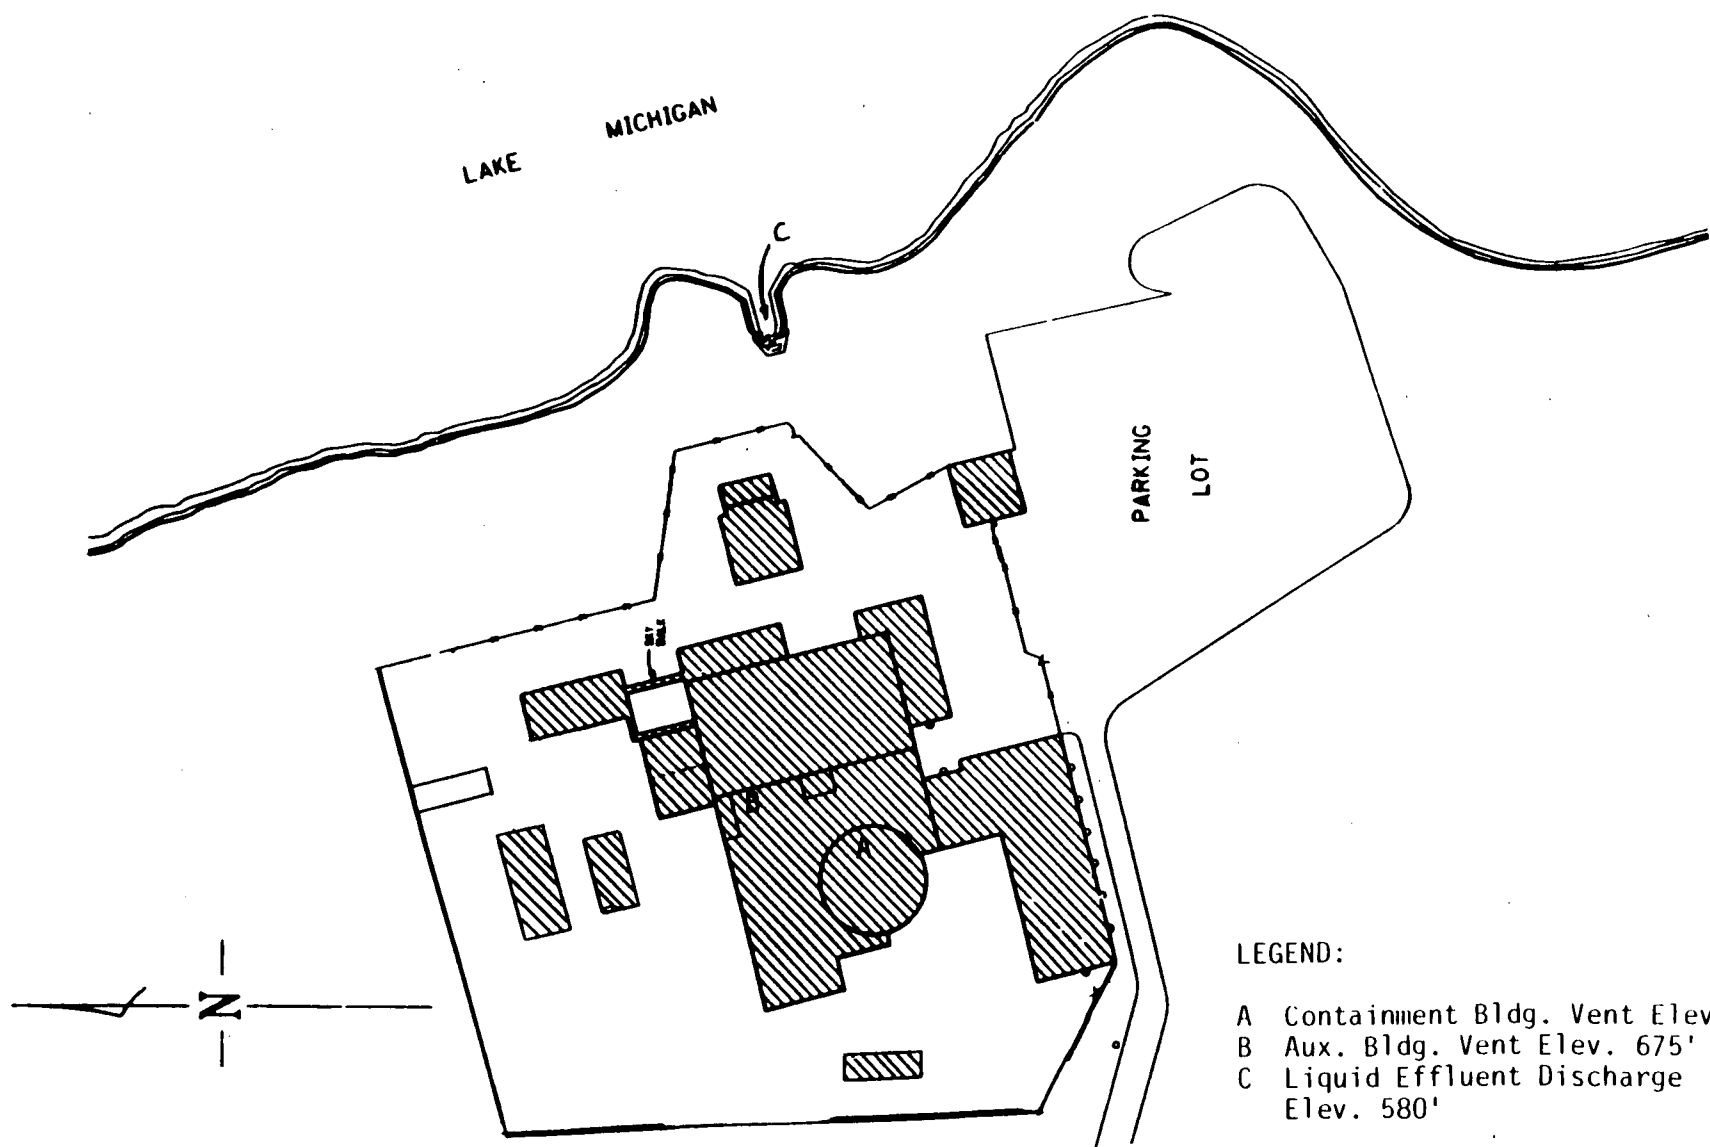 LAKE MICHIGAN
C
PARKING
LOT
B
A
N
LEGEND:
A Containment Bldg. Vent Elev
B Aux. Bldg. Vent Elev. 675'
C Liquid Effluent Discharge
Elev. 580'